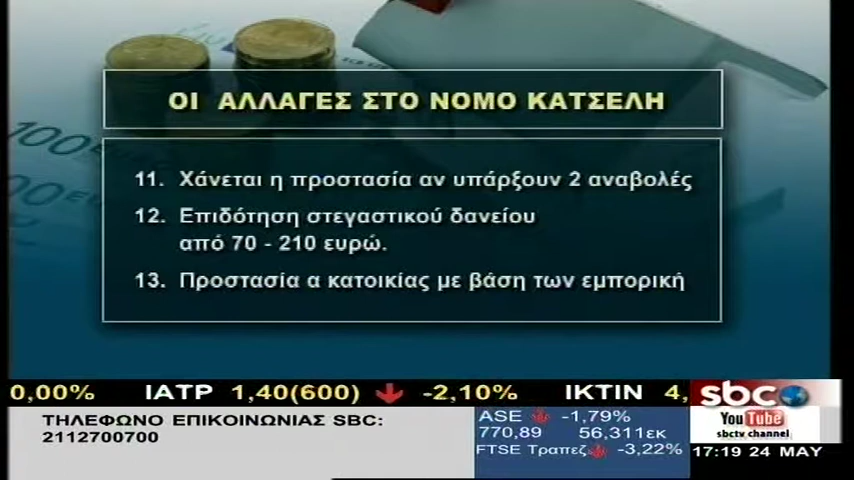 100
ΟΙ ΑΛΛΑΓΕΣ ΣΤΟ ΝΟΜΟ ΚΑΤΣΕΛΗ
11. Χάνεται η προστασία αν υπάρξουν 2 αναβολές
12. Επιδότηση στεγαστικού δανείου
από 70 - 210 ευρώ.
13. Προστασία α κατοικίας με βάση των εμπορική
0,00% ΙΑΤΡ 1,40(600) -2,10% ΙΚΤΙΝ 4,
sbc
ΤΗΛΕΦΩΝΟ ΕΠΙΚΟΙΝΩΝΙΑΣ SBC:
2112700700
ASE -1,79%
770,89 56,311εκ
FTSE Τραπεζ -3,22%
YouTube
sbctv channel
17:19 24 MAY